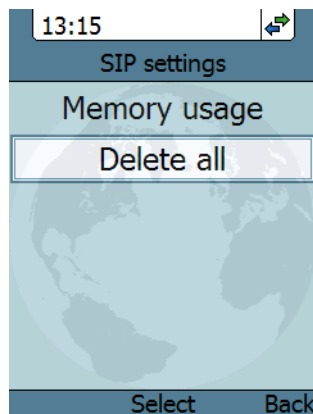 13:15
SIP settings
Memory usage
Delete all
Select Back